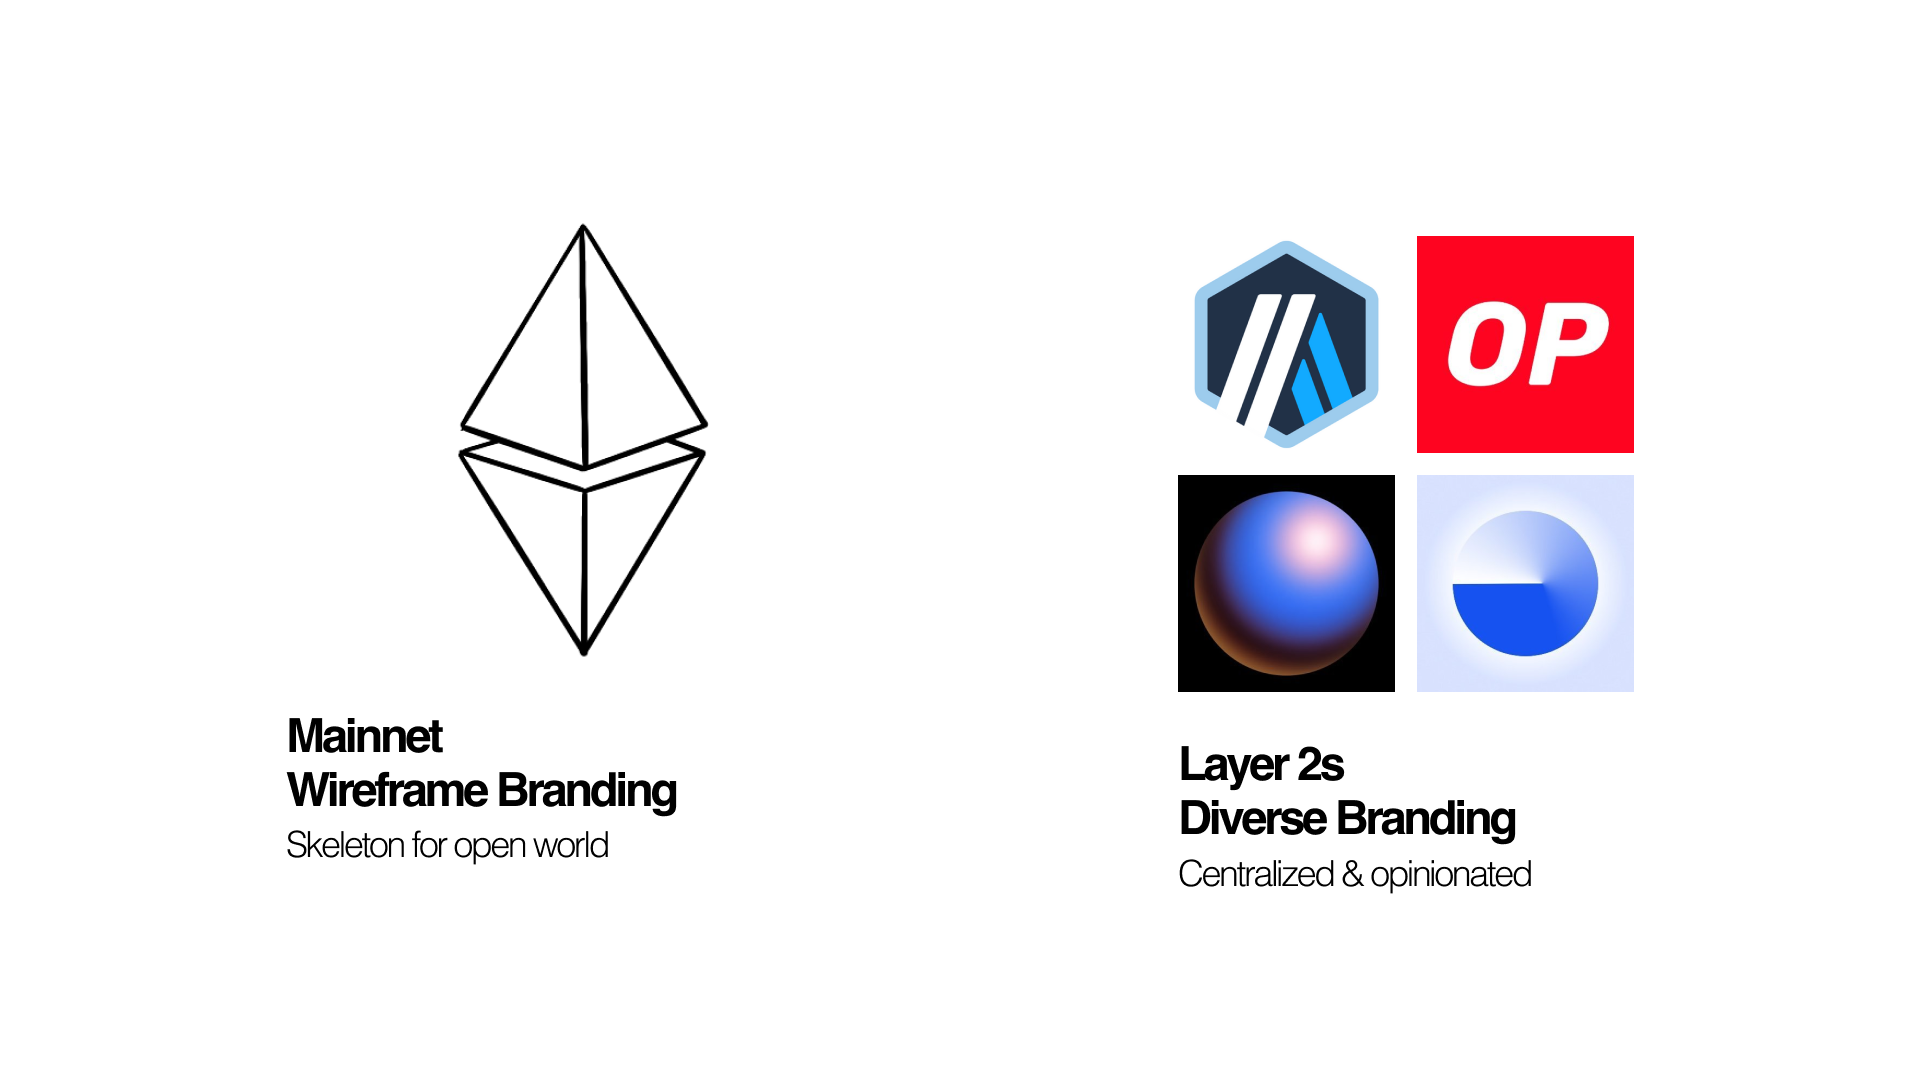 Mainnet
Wireframe Branding
Skeleton for open world
OP
Layer 2s
Diverse Branding
Centralized & opinionated